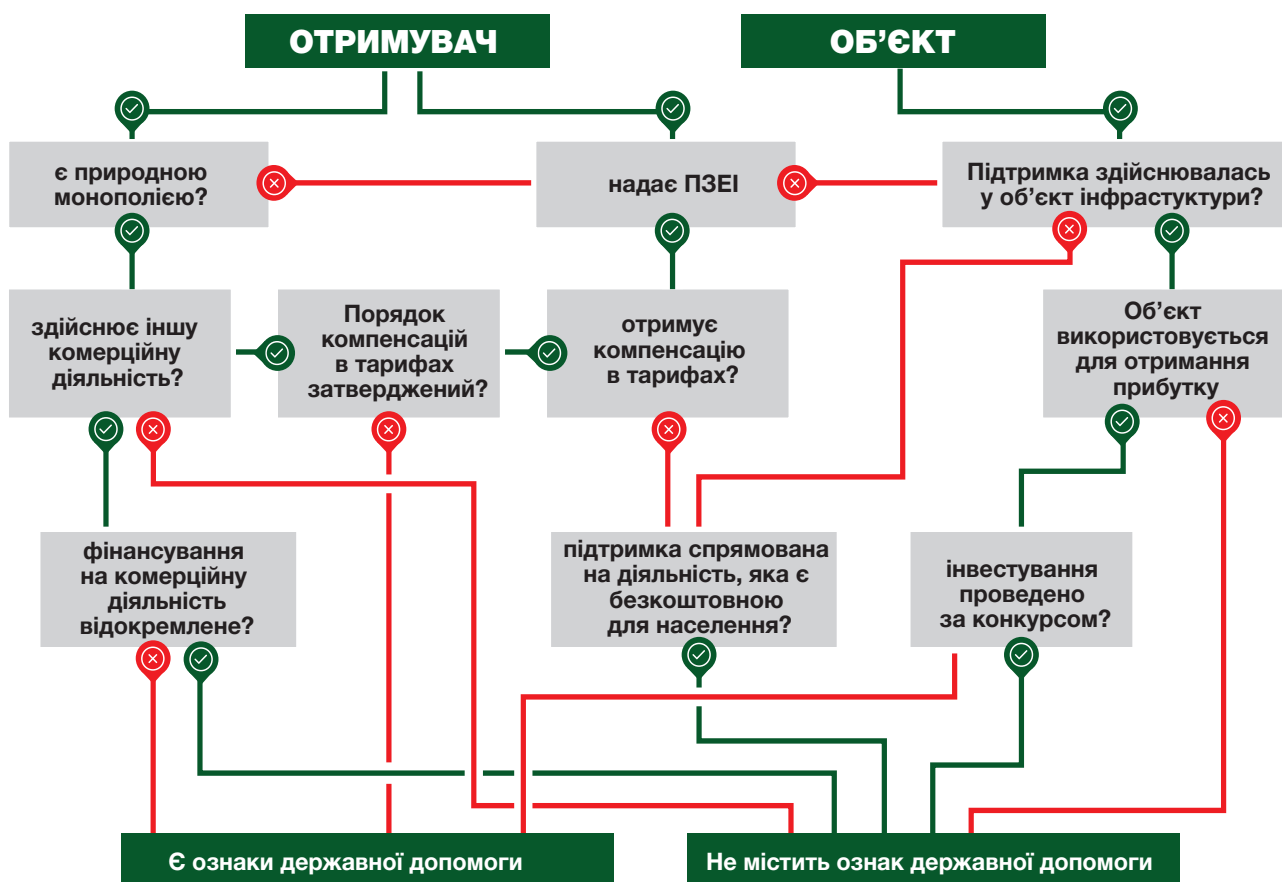 ОТРИМУВАЧ
ОБ’ЄКТ
є природною
монополією?
надає ПЗЕІ
Підтримка здійснювалась
у об’єкт інфрастуктури?
здійснює іншу
комерційну
діяльність?
Порядок
компенсацій
в тарифах
затверджений?
отримує
компенсацію
в тарифах?
Об’єкт
використовується
для отримання
прибутку
фінансування
на комерційну
діяльність
відокремлене?
підтримка спрямована
на діяльність, яка є
безкоштовною
для населення?
інвестування
проведено
за конкурсом?
Є ознаки державної допомоги
Не містить ознак державної допомоги